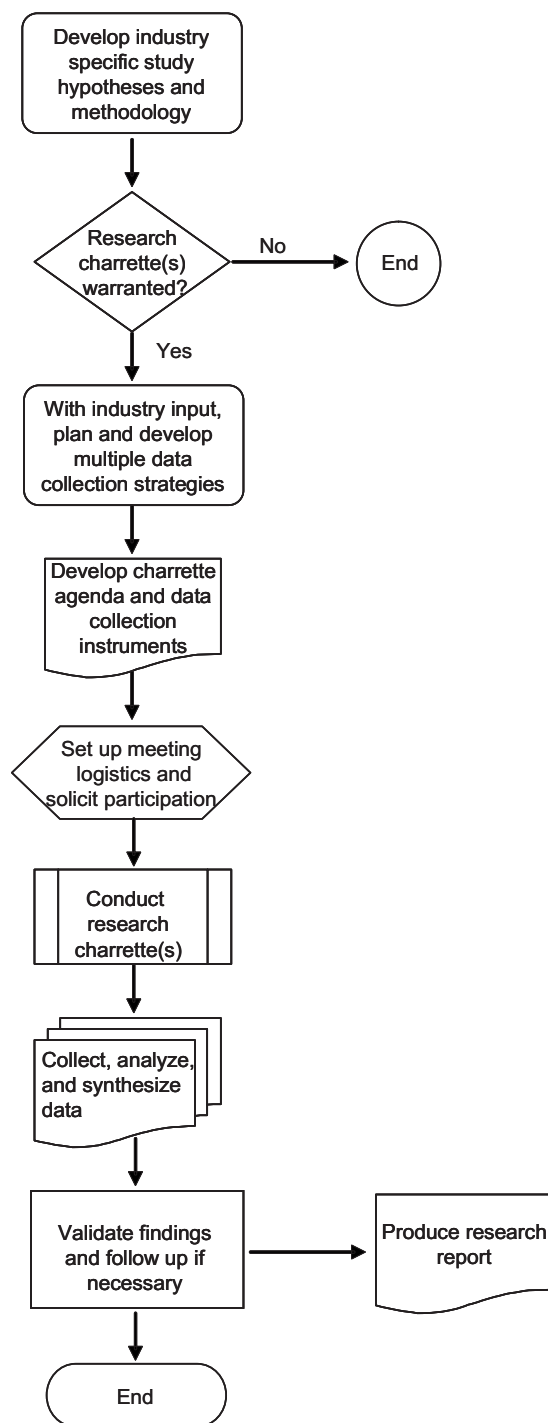 Develop industry
specific study
hypotheses and
methodology
Research
charrette(s)
warranted?
No
End
Yes
With industry input,
plan and develop
multiple data
collection strategies
Develop charrette
agenda and data
collection
instruments
Set up meeting
logistics and
solicit participation
Conduct
research
charrette(s)
Collect, analyze,
and synthesize
data
Validate findings
and follow up if
necessary
Produce research
report
End